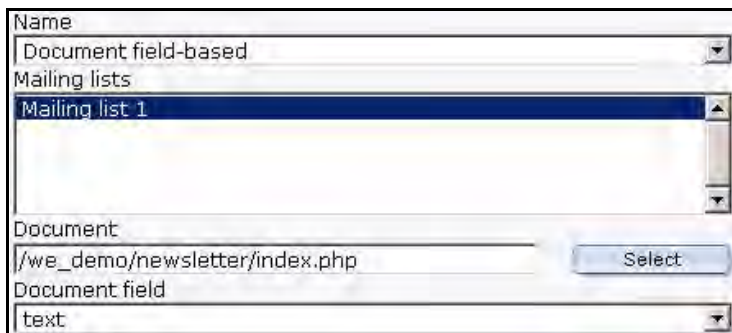 Name
Document field-based
Mailing lists
Mailing list 1
Document
/we_demo/newsletter/index.php Select
Document field
text